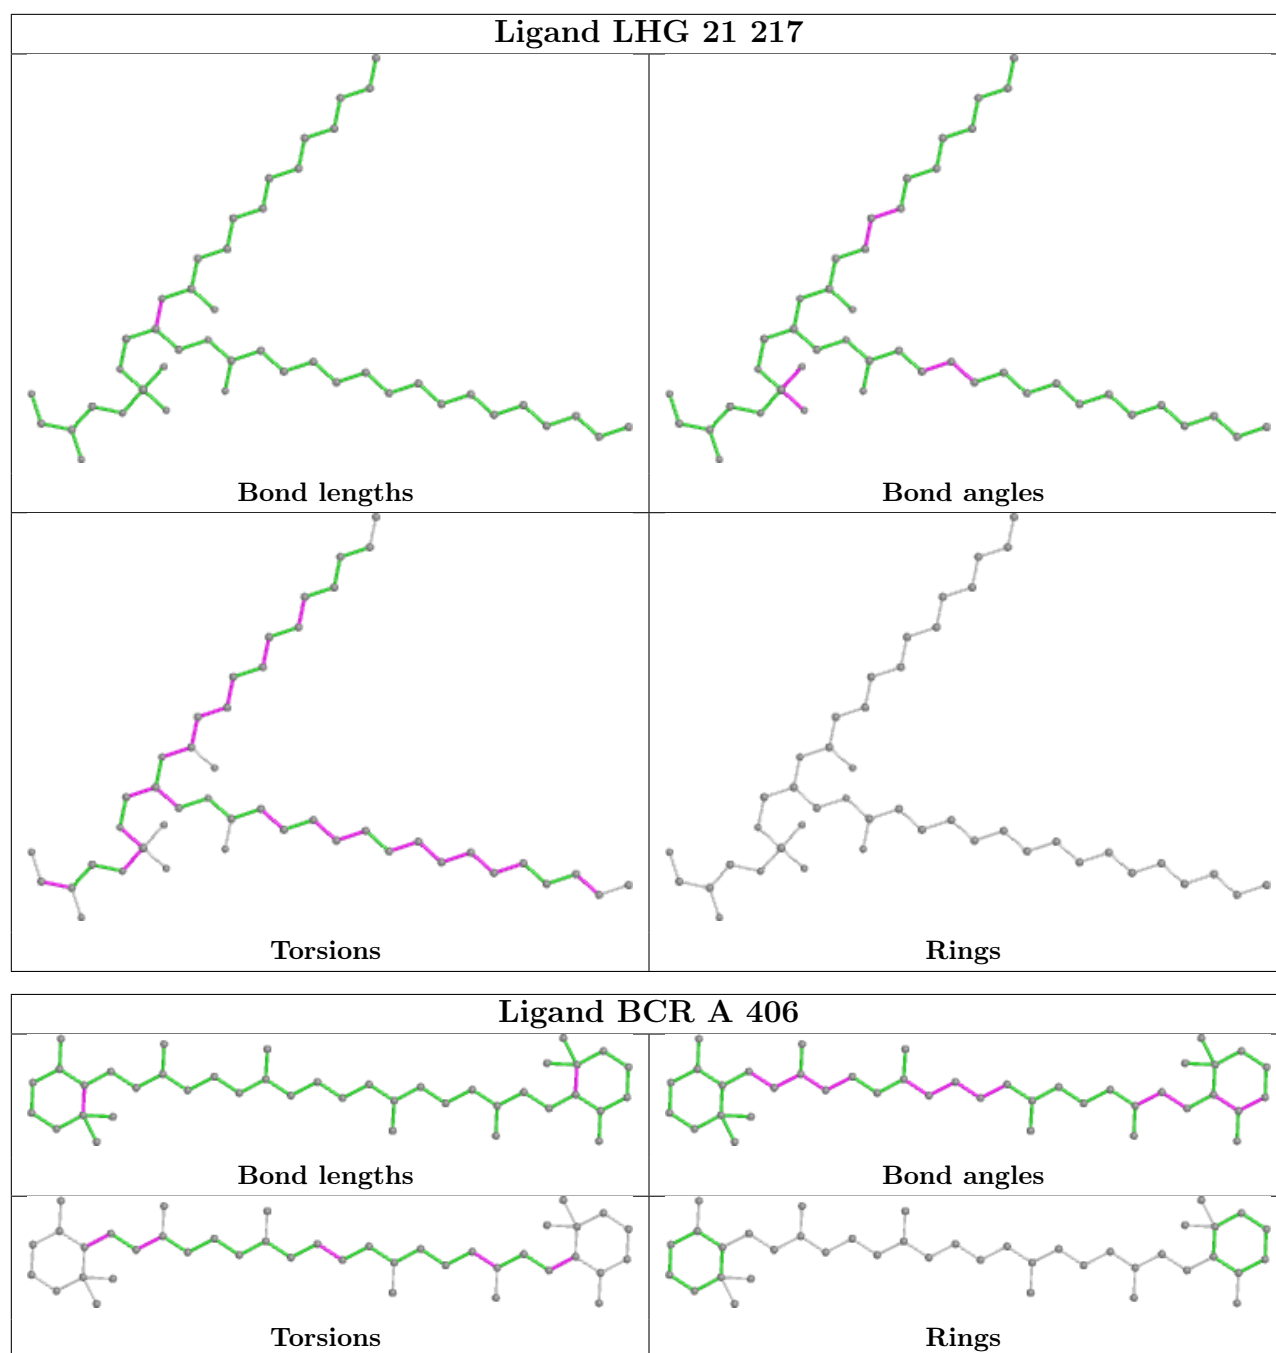 Ligand LHG 21 217
Bond lengths
Bond angles
Torsions
Rings
Ligand BCR A 406
Bond lengths
Bond angles
Torsions
Rings